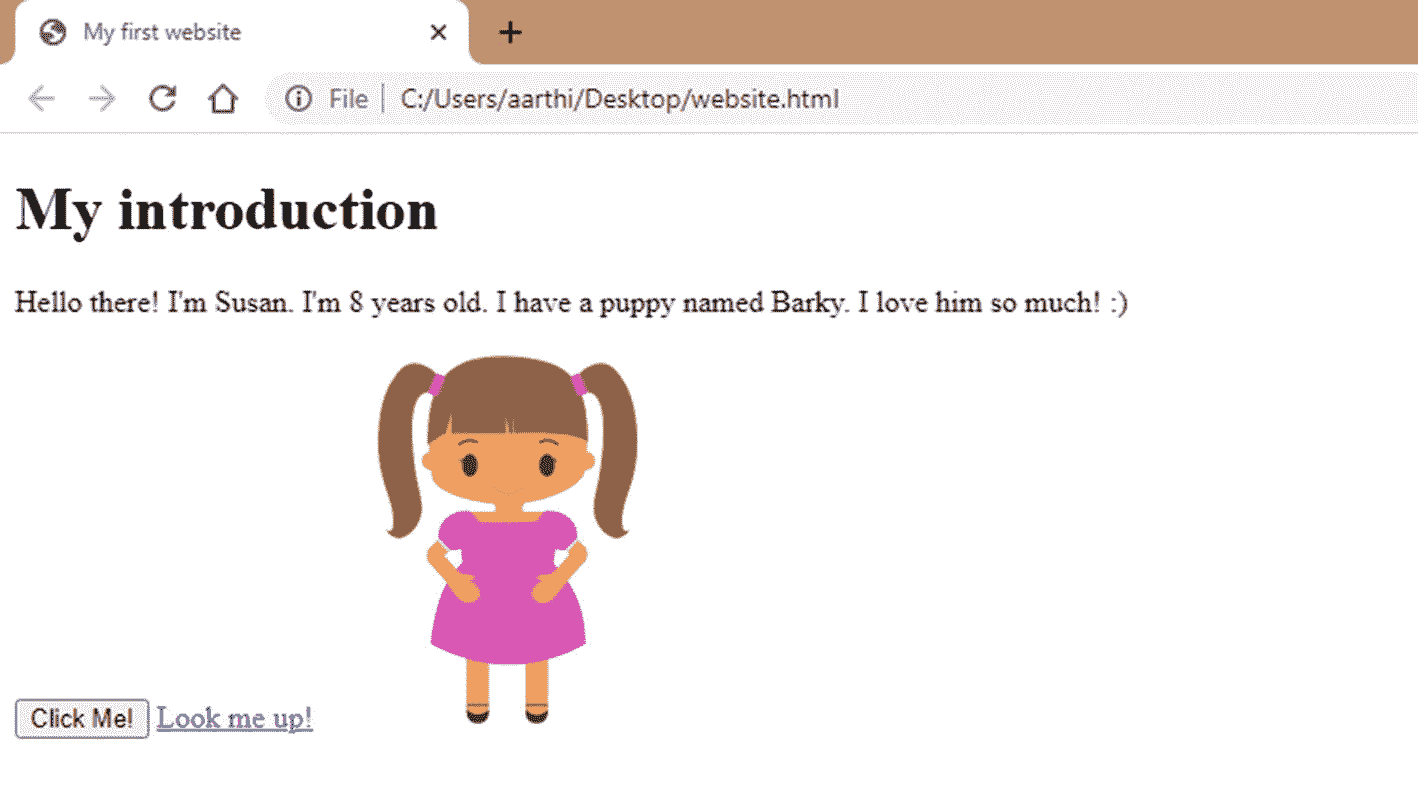 My first website
File C:/Users/aarthi/Desktop/website.html
My introduction
Hello there! I'm Susan. I'm 8 years old. I have a puppy named Barky. I love him so much! :)
Click Me! Look me up!